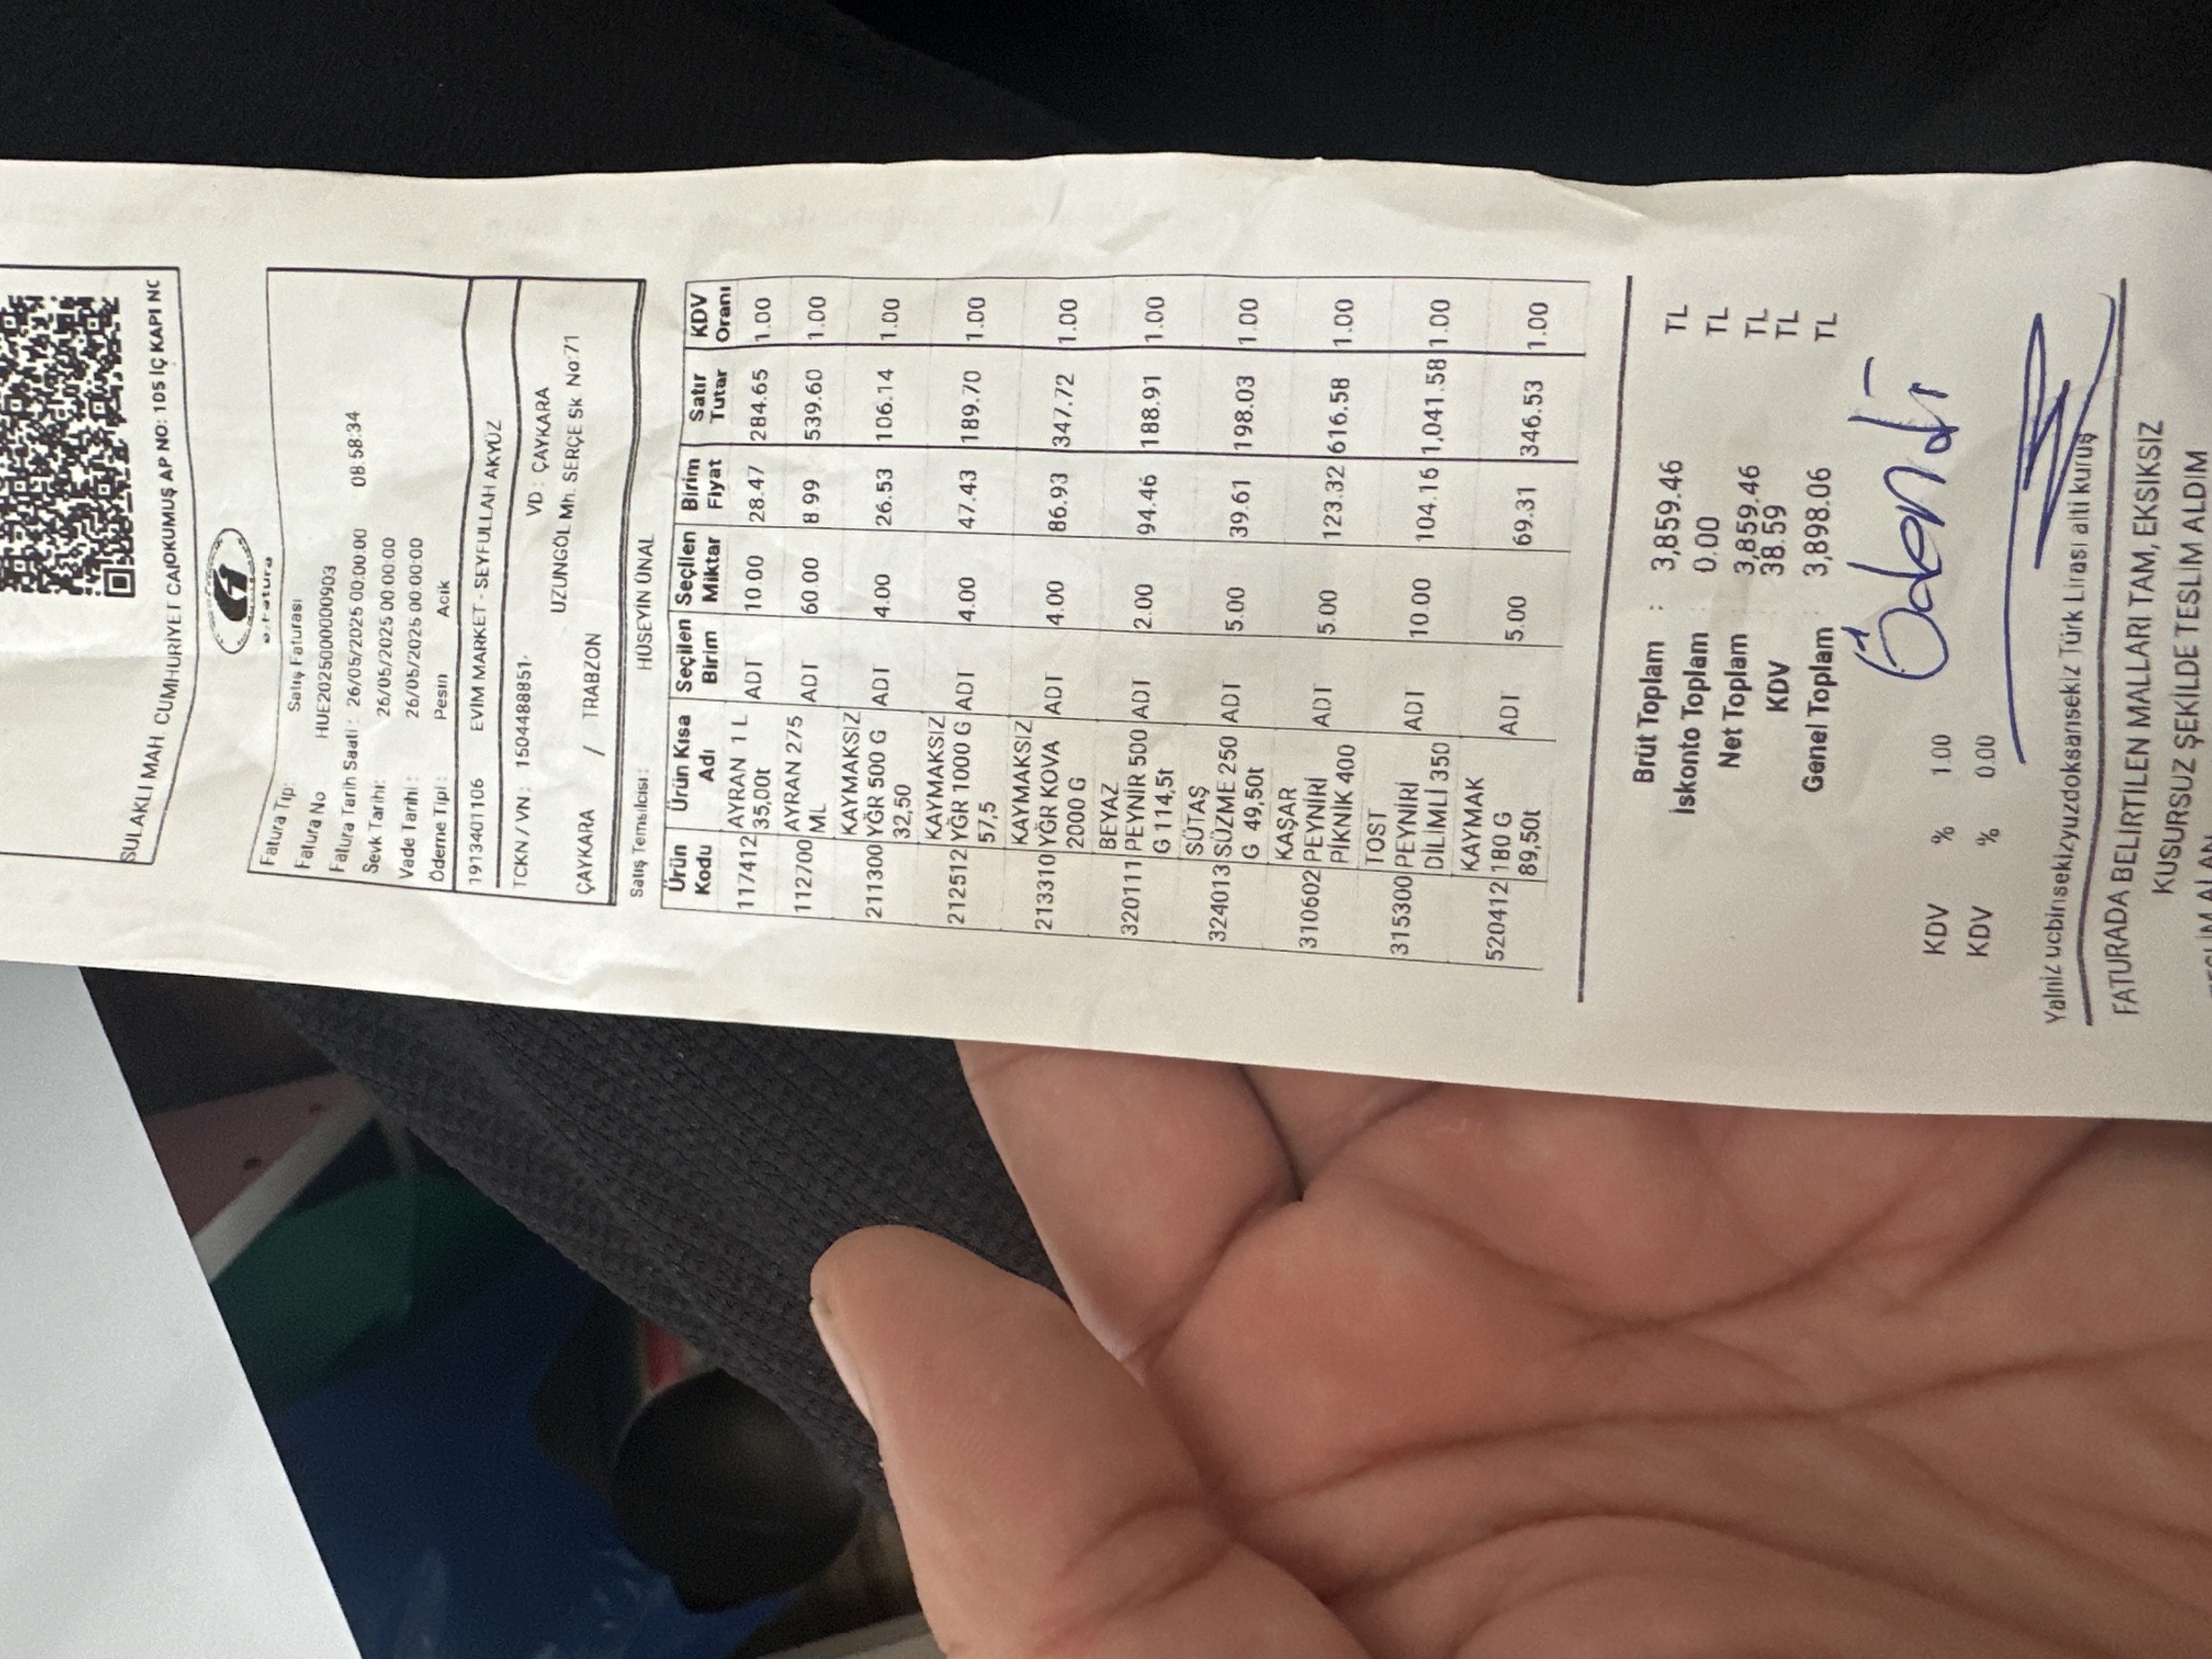 SULAKLI MAH. CUMHURİYET CA|OKUMUŞ AP NO: 105 İÇ KAPI NO
e-Fatura
Fatura Tip: Satış Faturası
Fatura No HUE2025000000903
Fatura Tarih Saati : 26/05/2025 00:00:00 08:58:34
Sevk Tarihi: 26/05/2025 00:00:00
Vade Tarihi : 26/05/2025 00:00:00
Ödeme Tipi : Pesin Acik
1913401106 EVIM MARKET - SEYFULLAH AKYÜZ
TCKN / VN : 1504488851- VD : ÇAYKARA
UZUNGÖL Mh. SERÇE Sk No:71
ÇAYKARA / TRABZON
Satış Temsilcisi : HÜSEYİN ÜNAL
Ürün Kodu Ürün Kısa Adı Seçilen Birim Seçilen Miktar Birim Fiyat Satır Tutar KDV Oranı
117412 AYRAN 1 L 35,00t ADT 10.00 28.47 284.65 1.00
112700 AYRAN 275 ML ADT 60.00 8.99 539.60 1.00
211300 KAYMAKSIZ YĞR 500 G 32,50 ADT 4.00 26.53 106.14 1.00
212512 KAYMAKSIZ YĞR 1000 G 57,5 ADT 4.00 47.43 189.70 1.00
213310 KAYMAKSIZ YĞR KOVA 2000 G ADT 4.00 86.93 347.72 1.00
320111 BEYAZ PEYNİR 500 G 114,5t ADT 2.00 94.46 188.91 1.00
324013 SÜTAŞ SÜZME 250 G 49,50t ADT 5.00 39.61 198.03 1.00
310602 KAŞAR PEYNİRİ PİKNİK 400 ADT 5.00 123.32 616.58 1.00
315300 TOST PEYNİRİ DİLİMLİ 350 ADT 10.00 104.16 1,041.58 1.00
520412 KAYMAK 180 G 89,50t ADT 5.00 69.31 346.53 1.00
Brüt Toplam : 3,859.46 TL
İskonto Toplam : 0.00 TL
Net Toplam : 3,859.46 TL
KDV 38.59 TL
Genel Toplam : 3,898.06 TL
Ödendi
KDV % 1.00
KDV % 0.00
Yalniz ucbinsekizyuzdoksansekiz Türk Lirası alti kuruş
FATURADA BELIRTILEN MALLARI TAM, EKSIKSIZ
KUSURSUZ ŞEKİLDE TESLIM ALDIM